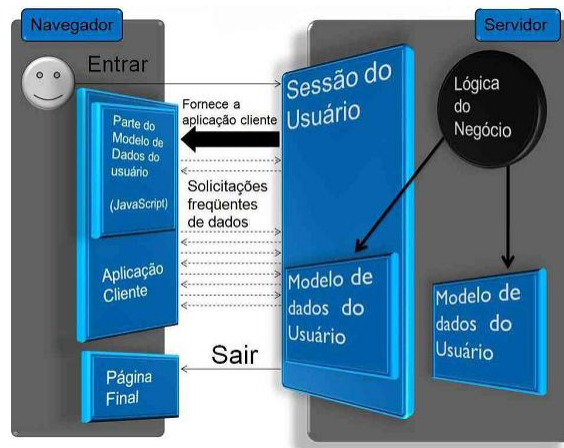 Navegador
Servidor
Entrar
Fornece a
aplicação cliente
Parte do
Modelo de
Dados do
usuário
(JavaScript)
Solicitações
freqüentes
de dados
Aplicação
Cliente
Sair
Página
Final
Sessão do
Usuário
Lógica
do
Negócio
Modelo de
dados do
Usuário
Modelo de
dados do
Usuário